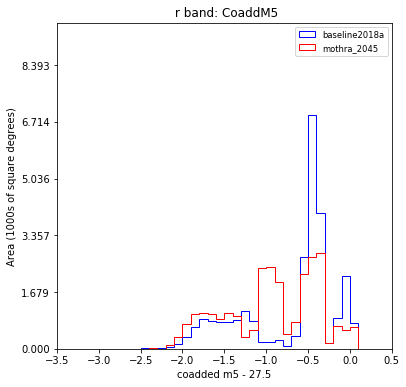 r band: CoaddM5
baseline2018a
mothra_2045
8.393
6.714
5.036
3.357
1.679
0.000
Area (1000s of square degrees)
−3.5 −3.0 −2.5 −2.0 −1.5 −1.0 −0.5 0.0 0.5
coadded m5 - 27.5